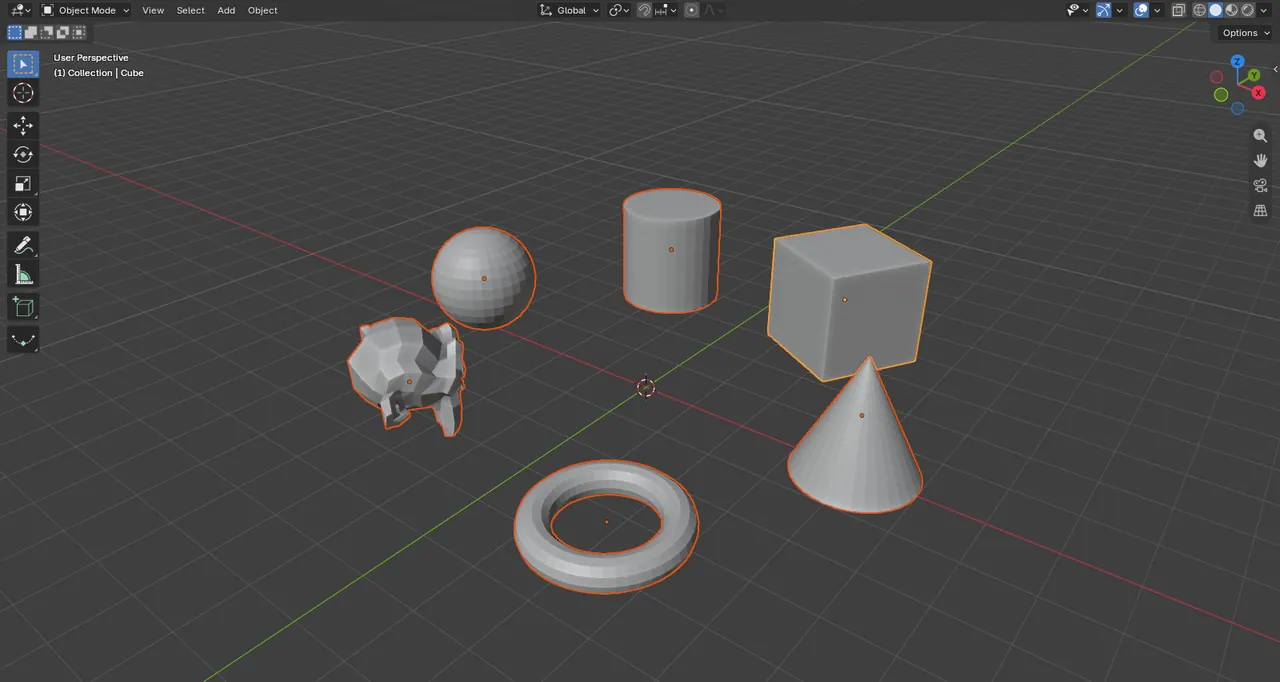 Object Mode View Select Add Object Global
Options
User Perspective
(1) Collection | Cube
Z
Y
X